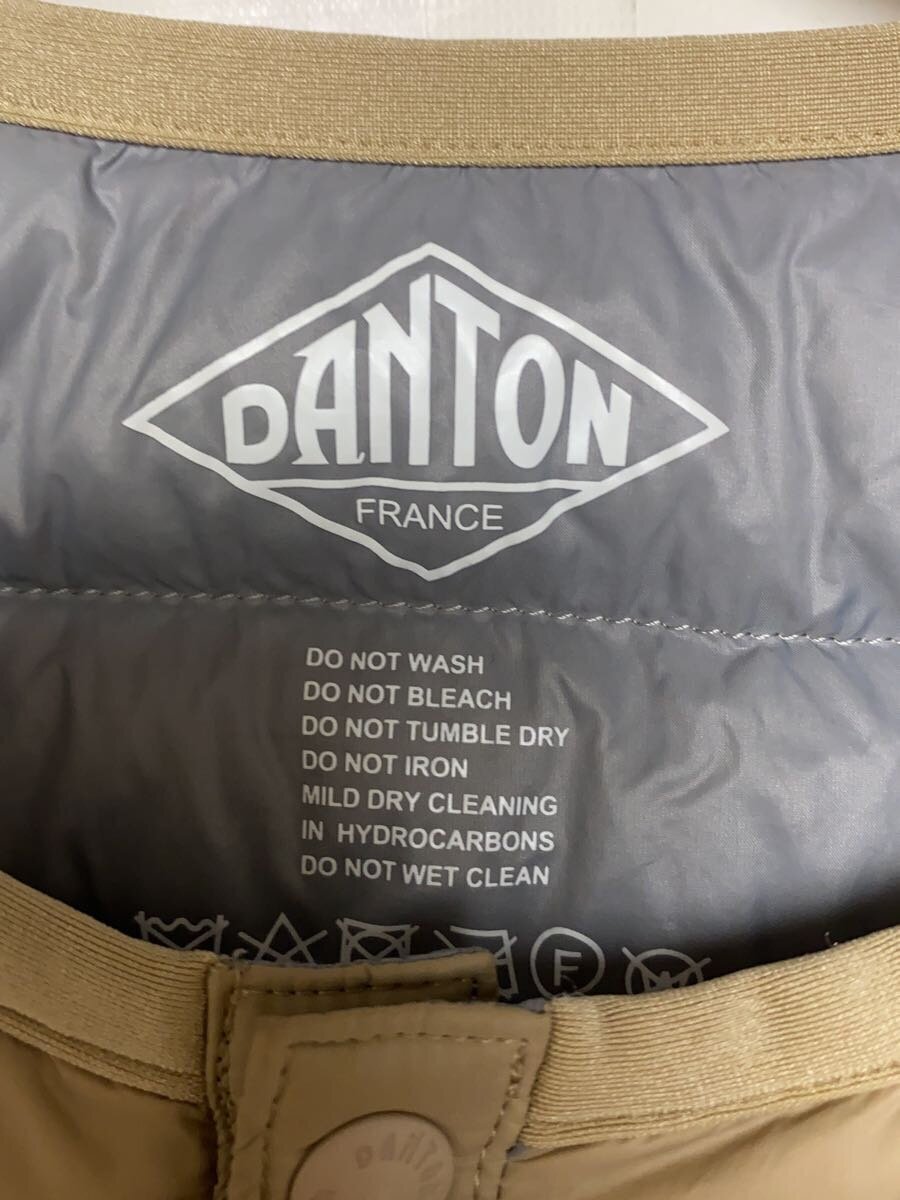 DANTON
FRANCE
DO NOT WASH
DO NOT BLEACH
DO NOT TUMBLE DRY
DO NOT IRON
MILD DRY CLEANING
IN HYDROCARBONS
DO NOT WET CLEAN
F
DANTON